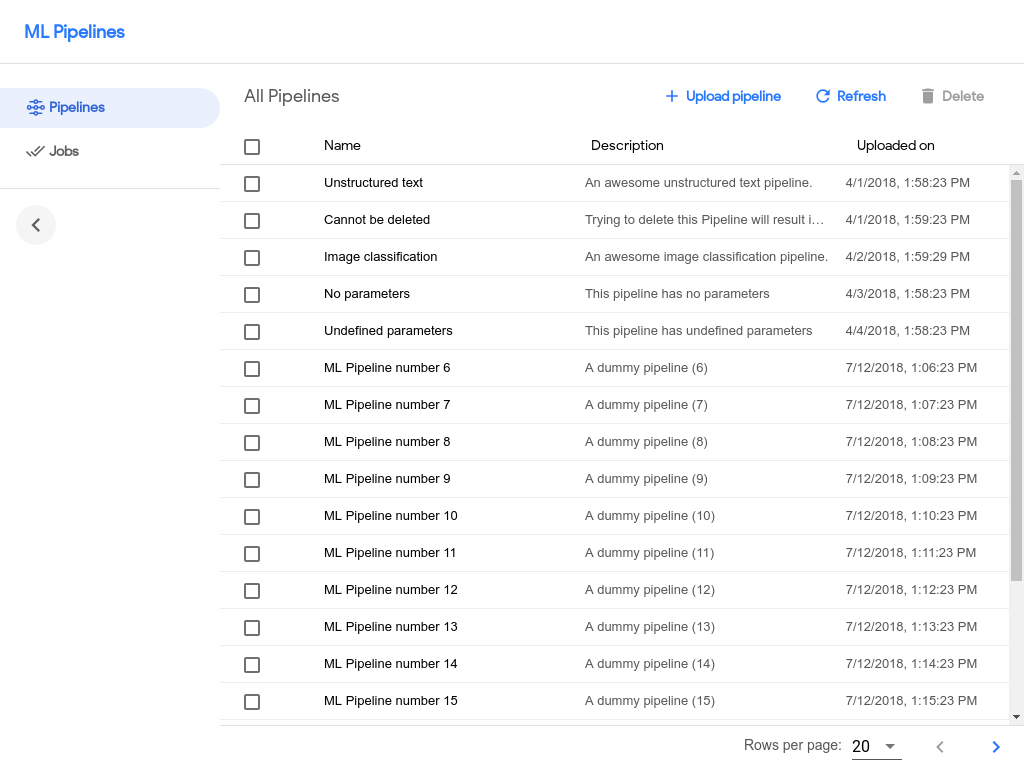 ML Pipelines
Pipelines
Jobs
All Pipelines
Upload pipeline
Refresh
Delete
Name Description Uploaded on
Unstructured text An awesome unstructured text pipeline. 4/1/2018, 1:58:23 PM
Cannot be deleted Trying to delete this Pipeline will result i... 4/1/2018, 1:59:23 PM
Image classification An awesome image classification pipeline. 4/2/2018, 1:59:29 PM
No parameters This pipeline has no parameters 4/3/2018, 1:58:23 PM
Undefined parameters This pipeline has undefined parameters 4/4/2018, 1:58:23 PM
ML Pipeline number 6 A dummy pipeline (6) 7/12/2018, 1:06:23 PM
ML Pipeline number 7 A dummy pipeline (7) 7/12/2018, 1:07:23 PM
ML Pipeline number 8 A dummy pipeline (8) 7/12/2018, 1:08:23 PM
ML Pipeline number 9 A dummy pipeline (9) 7/12/2018, 1:09:23 PM
ML Pipeline number 10 A dummy pipeline (10) 7/12/2018, 1:10:23 PM
ML Pipeline number 11 A dummy pipeline (11) 7/12/2018, 1:11:23 PM
ML Pipeline number 12 A dummy pipeline (12) 7/12/2018, 1:12:23 PM
ML Pipeline number 13 A dummy pipeline (13) 7/12/2018, 1:13:23 PM
ML Pipeline number 14 A dummy pipeline (14) 7/12/2018, 1:14:23 PM
ML Pipeline number 15 A dummy pipeline (15) 7/12/2018, 1:15:23 PM
Rows per page: 20